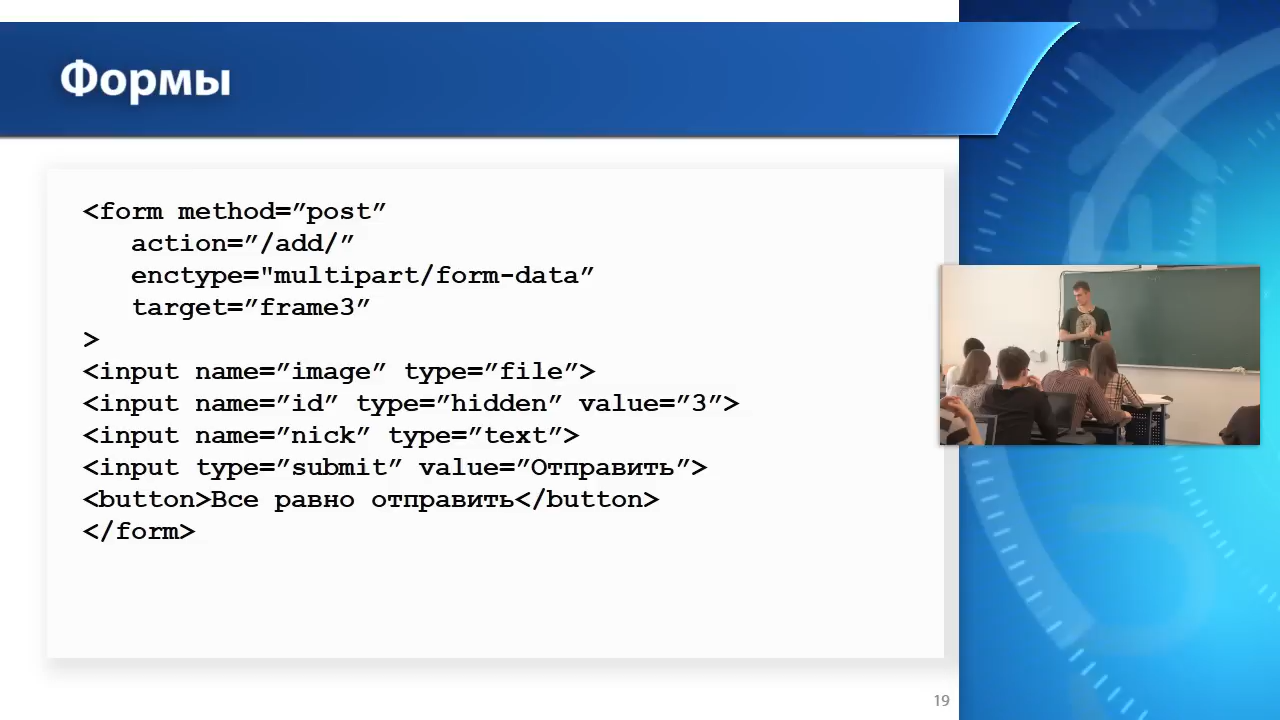 Формы
<form method=”post”
action=”/add/”
enctype="multipart/form-data”
target=”frame3”
>
<input name=”image” type=”file”>
<input name=”id” type=”hidden” value=”3”>
<input name=”nick” type=”text”>
<input type=”submit” value=”Отправить”>
<button>Все равно отправить</button>
</form>
19